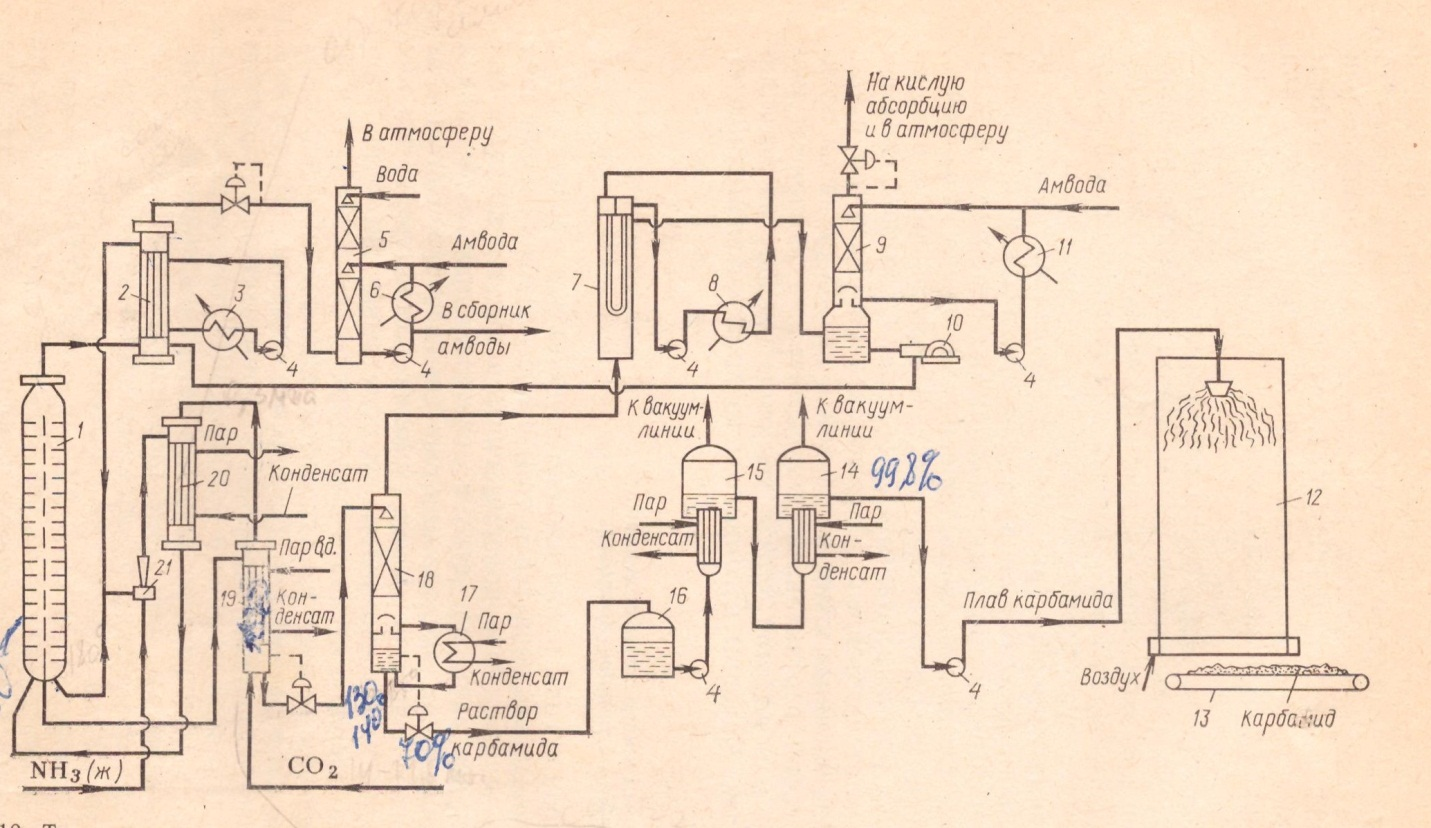 На кислую
абсорбцию
и в атмосферу
В атмосферу
Вода
Амвода
5
Амвода
9
11
2
3
6
7
8
В сборник
амводы
10
4
4
4
4
К вакуум-
линии
К вакуум-
линии
1
Пар
20
Конденсат
15
14
99,8%
12
Пар
Пар
Конденсат
Кон-
денсат
Пар в.д.
18
21
19
Кон-
денсат
17
Пар
16
Плав карбамида
Конденсат
4
4
Воздух
130
140
Раствор
карбамида
70%
13
Карбамид
NH3 (ж)
CO2